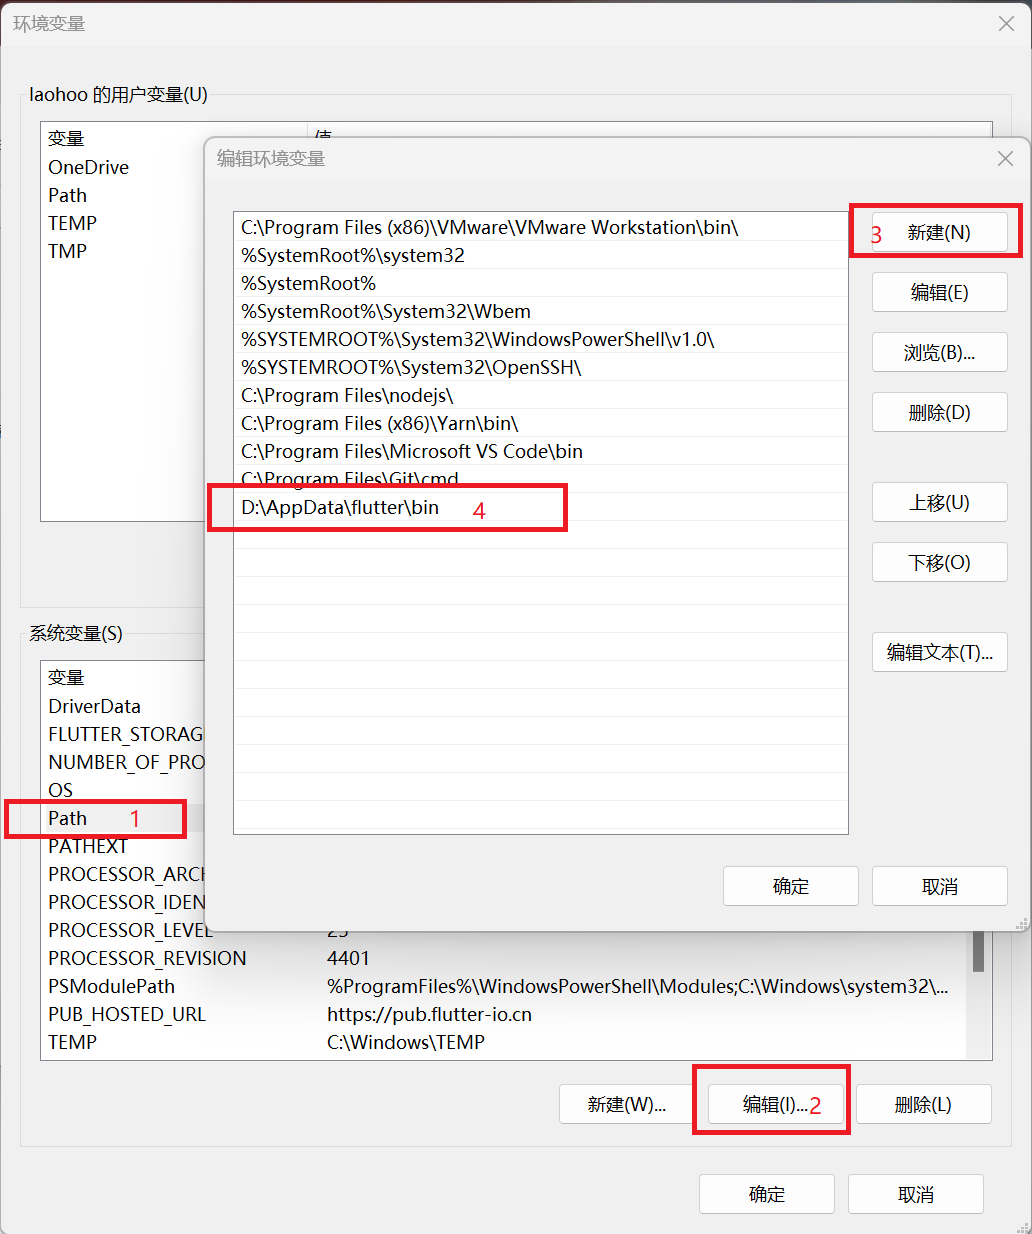 环境变量
laohoo 的用户变量(U)
变量
值
OneDrive
Path
TEMP
TMP
编辑环境变量
C:\Program Files (x86)\VMware\VMware Workstation\bin\
%SystemRoot%\system32
%SystemRoot%
%SystemRoot%\System32\Wbem
%SYSTEMROOT%\System32\WindowsPowerShell\v1.0\
%SYSTEMROOT%\System32\OpenSSH\
C:\Program Files\nodejs\
C:\Program Files (x86)\Yarn\bin\
C:\Program Files\Microsoft VS Code\bin
C:\Program Files\Git\cmd
D:\AppData\flutter\bin 4
3 新建(N)
编辑(E)
浏览(B)...
删除(D)
上移(U)
下移(O)
编辑文本(T)...
确定
取消
系统变量(S)
变量
DriverData
FLUTTER_STORAG
NUMBER_OF_PRO
OS
Path 1
PATHEXT
PROCESSOR_ARCH
PROCESSOR_IDEN
PROCESSOR_LEVEL 25
PROCESSOR_REVISION 4401
PSModulePath %ProgramFiles%\WindowsPowerShell\Modules;C:\Windows\system32\...
PUB_HOSTED_URL https://pub.flutter-io.cn
TEMP C:\Windows\TEMP
新建(W)...
编辑(I)...2
删除(L)
确定
取消